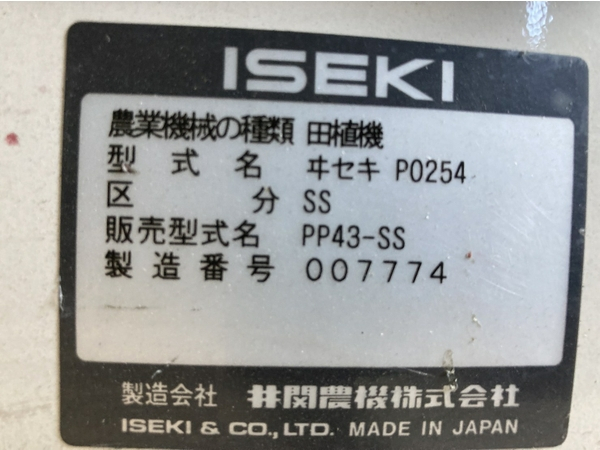 ISEKI
農業機械の種類 田植機
型式名 ヰセキ P0254
区分 SS
販売型式名 PP43-SS
製造番号 007774
製造会社 井関農機株式会社
ISEKI & CO., LTD. MADE IN JAPAN